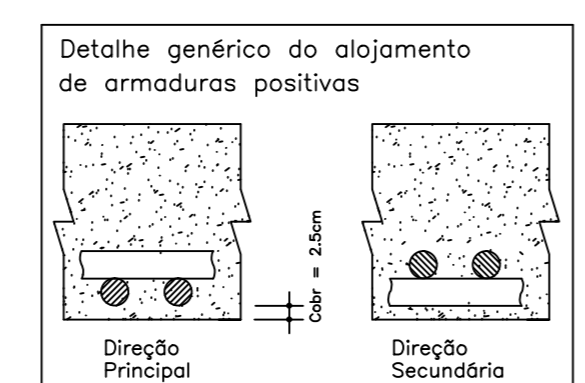 Detalhe genérico do alojamento
de armaduras positivas
Cobr = 2.5cm
Direção
Principal
Direção
Secundária